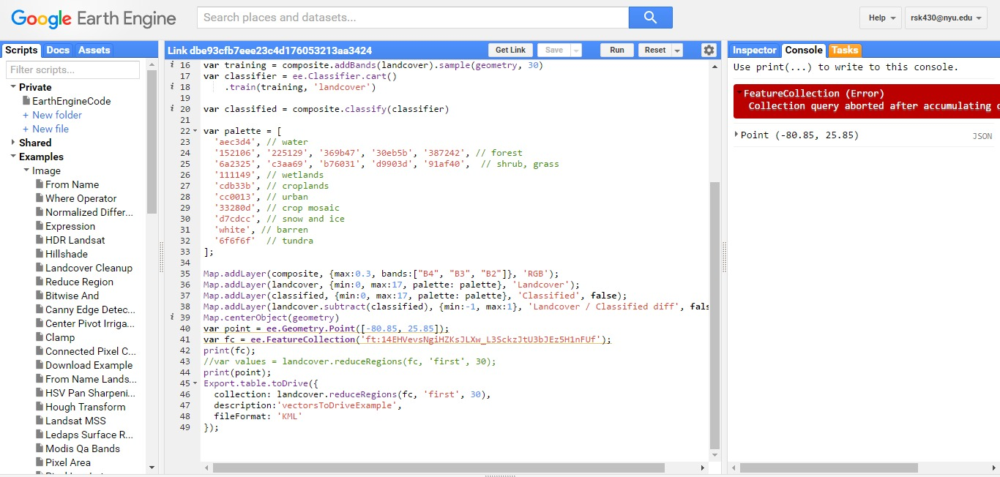 Google Earth Engine
Search places and datasets...
Help
rsk430@nyu.edu
Scripts Docs Assets
Filter scripts...
Private
EarthEngineCode
+ New folder
+ New file
Shared
Examples
Image
From Name
Where Operator
Normalized Differ...
Expression
HDR Landsat
Hillshade
Landcover Cleanup
Reduce Region
Bitwise And
Canny Edge Detec...
Center Pivot Irriga...
Clamp
Connected Pixel C...
Download Example
From Name Lands...
HSV Pan Sharpeni...
Hough Transform
Landsat MSS
Ledaps Surface R...
Modis Qa Bands
Pixel Area
Link dbe93cfb7eee23c4d176053213aa3424
Get Link Save Run Reset
i 16 var training = composite.addBands(landcover).sample(geometry, 30)
17 var classifier = ee.Classifier.cart()
i 18 .train(training, 'landcover')
19
i 20 var classified = composite.classify(classifier)
21
22 var palette = [
23 'aec3d4', // water
24 '152106', '225129', '369b47', '30eb5b', '387242', // forest
25 '6a2325', 'c3aa69', 'b76031', 'd9903d', '91af40', // shrub, grass
26 '111149', // wetlands
27 'cdb33b', // croplands
28 'cc0013', // urban
29 '33280d', // crop mosaic
30 'd7cdcc', // snow and ice
31 'white', // barren
32 '6f6f6f' // tundra
33 ];
34
35 Map.addLayer(composite, {max:0.3, bands:["B4", "B3", "B2"]}, 'RGB');
36 Map.addLayer(landcover, {min:0, max:17, palette: palette}, 'Landcover');
37 Map.addLayer(classified, {min:0, max:17, palette: palette}, 'Classified', false);
38 Map.addLayer(landcover.subtract(classified), {min:-1, max:1}, 'Landcover / Classified diff', fals
i 39 Map.centerObject(geometry)
40 var point = ee.Geometry.Point([-80.85, 25.85]);
41 var fc = ee.FeatureCollection('ft:14EHVevsNgiHZKsJLXw_L3SckzJtU3bJEz5H1nFUf');
42 print(fc);
43 //var values = landcover.reduceRegions(fc, 'first', 30);
44 print(point);
45 Export.table.toDrive({
46 collection: landcover.reduceRegions(fc, 'first', 30),
47 description:'vectorsToDriveExample',
48 fileFormat: 'KML'
49 });
Inspector Console Tasks
Use print(...) to write to this console.
FeatureCollection (Error)
Collection query aborted after accumulating
Point (-80.85, 25.85)
JSON